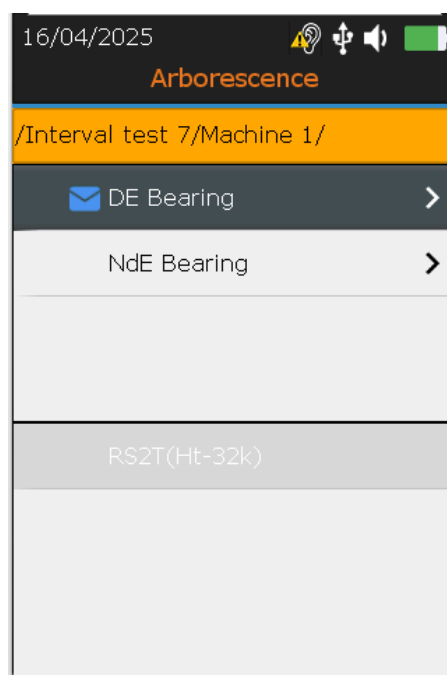 16/04/2025
Arborescence
/Interval test 7/Machine 1/
DE Bearing
NdE Bearing
RS2T(Ht-32k)